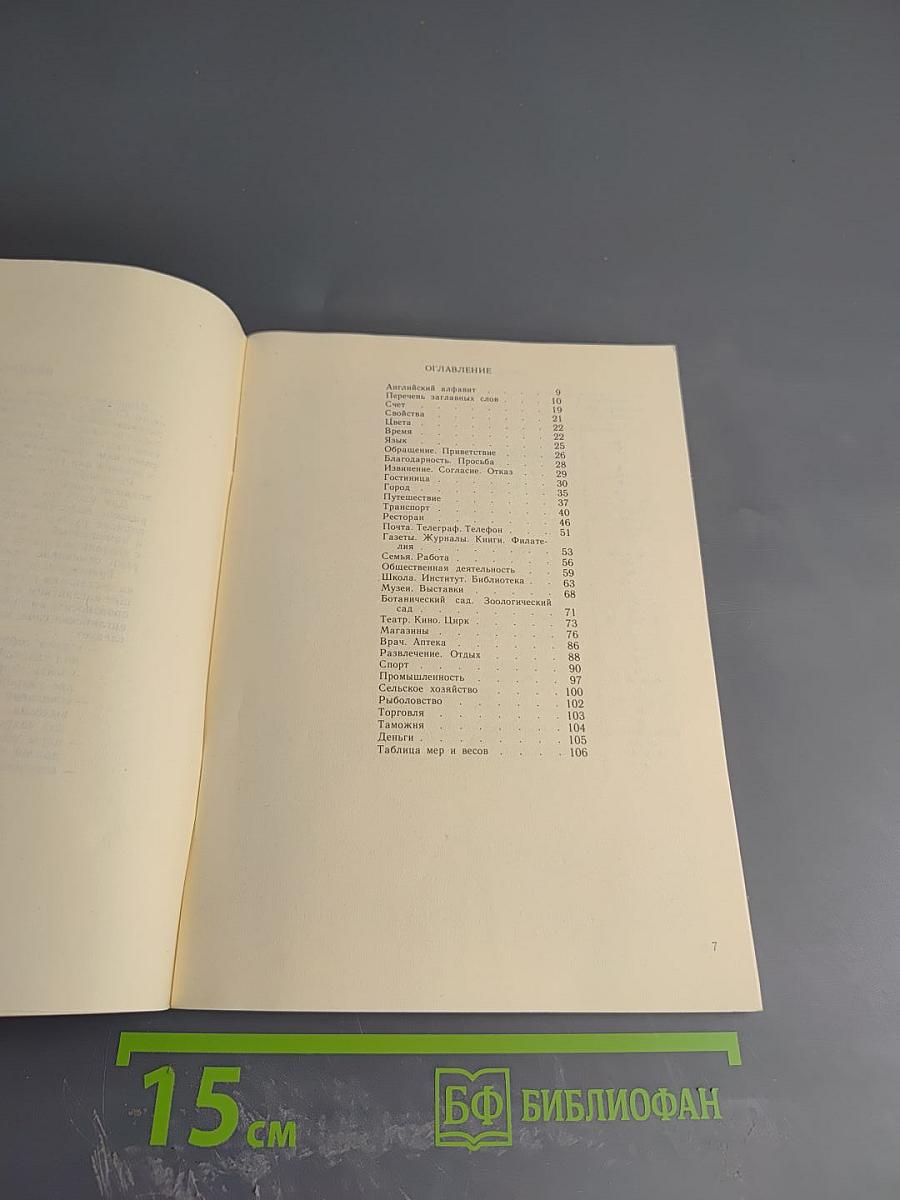 ОГЛАВЛЕНИЕ
Английский алфавит . . . . 9
Перечень заглавных слов . . . . 10
Счет . . . . . . . . 19
Свойства . . . . . . . 21
Цвета . . . . . . . . 22
Время . . . . . . . . 22
Язык . . . . . . . . 25
Обращение. Приветствие . . . . 26
Благодарность. Просьба . . . . 28
Извинение. Согласие. Отказ . . . 29
Гостиница . . . . . . . 30
Город . . . . . . . . 35
Путешествие . . . . . . 37
Транспорт . . . . . . . 40
Ресторан . . . . . . . 46
Почта. Телеграф. Телефон . . . . 51
Газеты. Журналы. Книги. Филате-
лия . . . . . . . . 53
Семья. Работа . . . . . . 56
Общественная деятельность . . . 59
Школа. Институт. Библиотека . . . 63
Музеи. Выставки . . . . . 68
Ботанический сад. Зоологический
сад . . . . . . . . 71
Театр. Кино. Цирк . . . . . 73
Магазины . . . . . . . 76
Врач. Аптека . . . . . . 86
Развлечение. Отдых . . . . 88
Спорт . . . . . . . . 90
Промышленность . . . . . 97
Сельское хозяйство . . . . 100
Рыболовство . . . . . . 102
Торговля . . . . . . . 103
Таможня . . . . . . . 104
Деньги . . . . . . . . 105
Таблица мер и весов . . . . 106
7
15 см
БФ БИБЛИОФАН